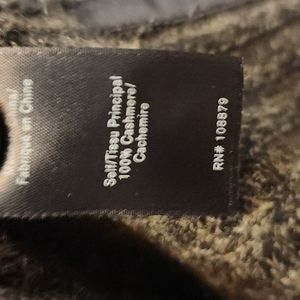 Fabriqué en Chine
Self/Tissu Principal
100% Cashmere/
Cachemire
RN# 108879